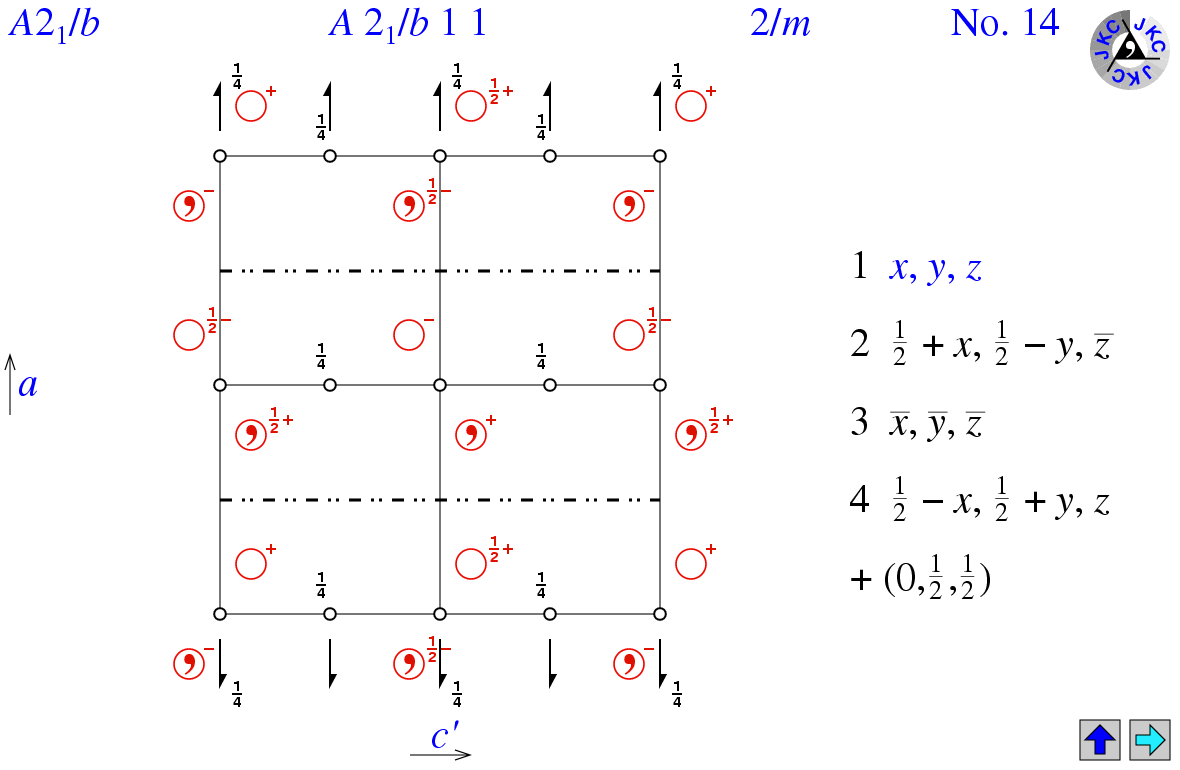 A2₁/b A 2₁/b 1 1 2/m No. 14
JKC JKC JKC
1/4 1/4 1/4
+ 1/2+ +
1/4 1/4
− 1/2− −
1/2− − 1/2−
1/4 1/4
a
1/2+ + 1/2+
+ 1/2+ +
1/4 1/4
− 1/2− −
1/4 1/4 1/4
c′
1 x, y, z
2 1/2 + x, 1/2 − y, z̅
3 x̅, y̅, z̅
4 1/2 − x, 1/2 + y, z
+ (0,1/2,1/2)